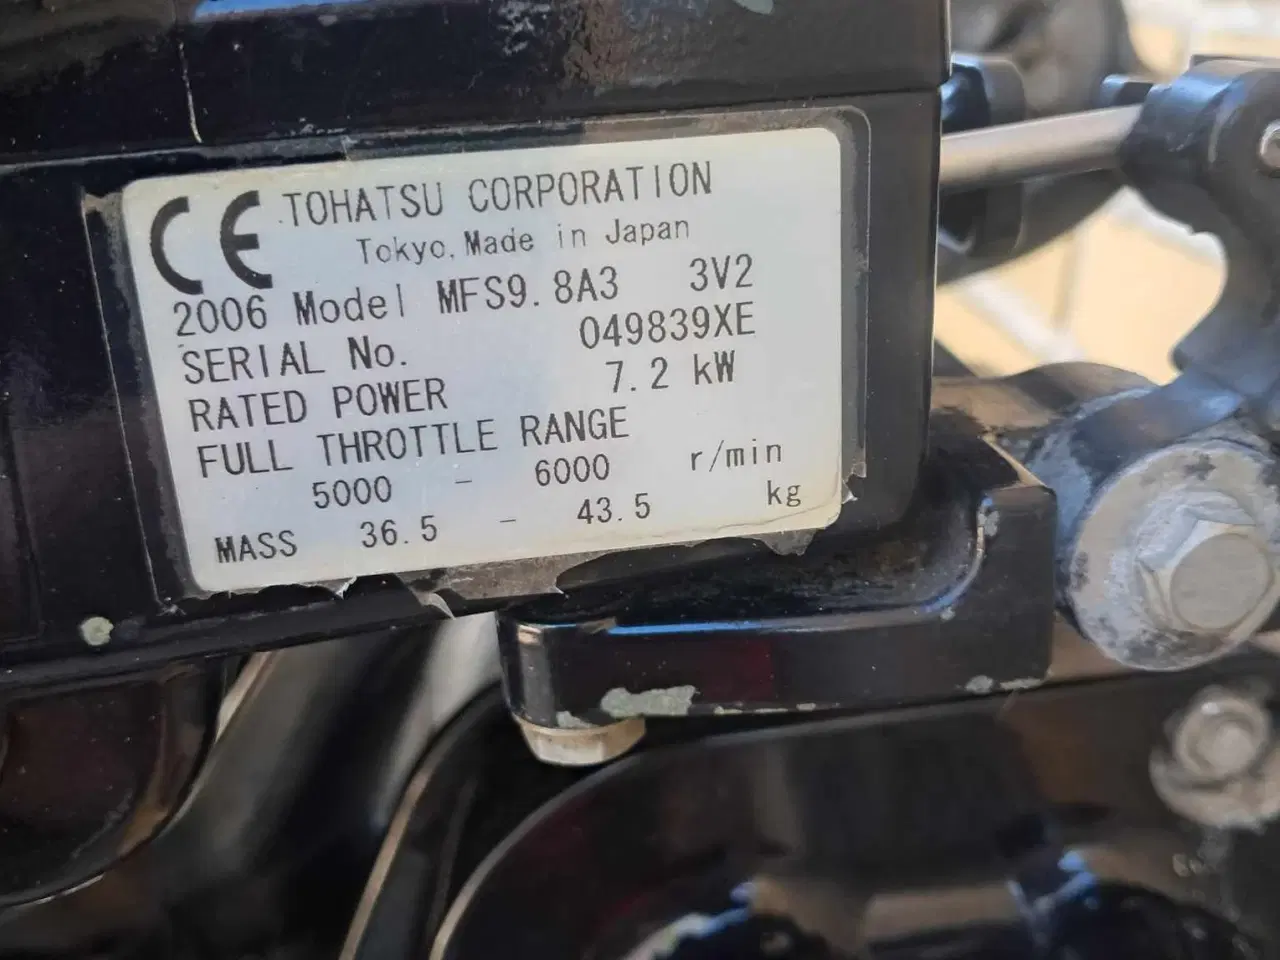 CE TOHATSU CORPORATION
Tokyo, Made in Japan
2006 Model MFS9.8A3 3V2
SERIAL No. 049839XE
RATED POWER 7.2 kW
FULL THROTTLE RANGE
5000 - 6000 r/min
MASS 36.5 - 43.5 kg